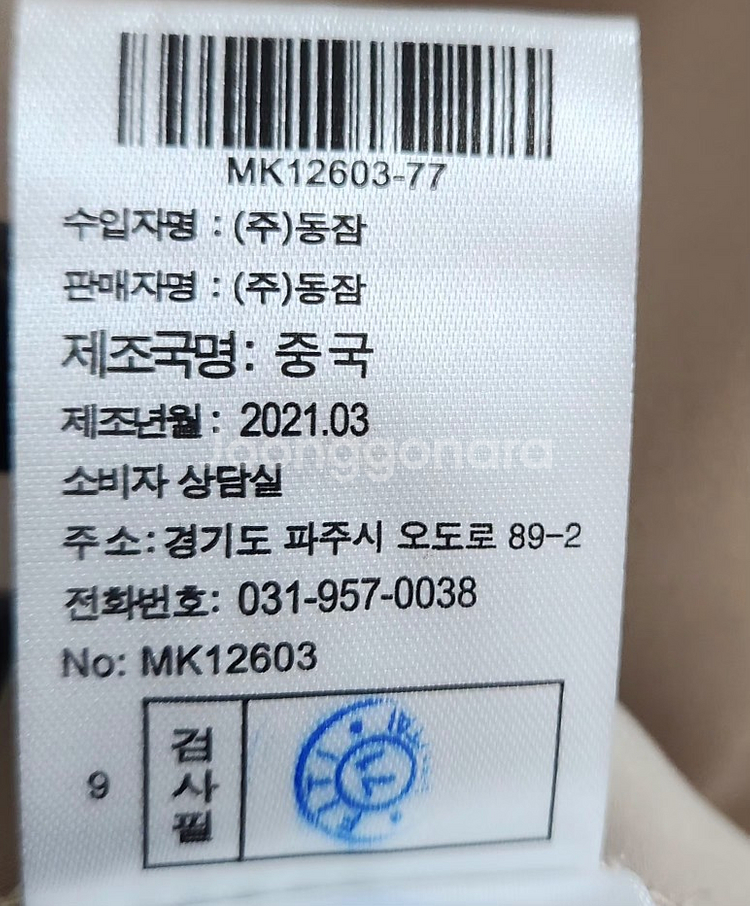 MK12603-77
수입자명 : (주)동잠
판매자명 : (주)동잠
제조국명: 중국
제조년월: 2021.03
Joonggonara
소비자 상담실
주소:경기도 파주시 오도로 89-2
전화번호: 031-957-0038
No: MK12603
9
검사필
77